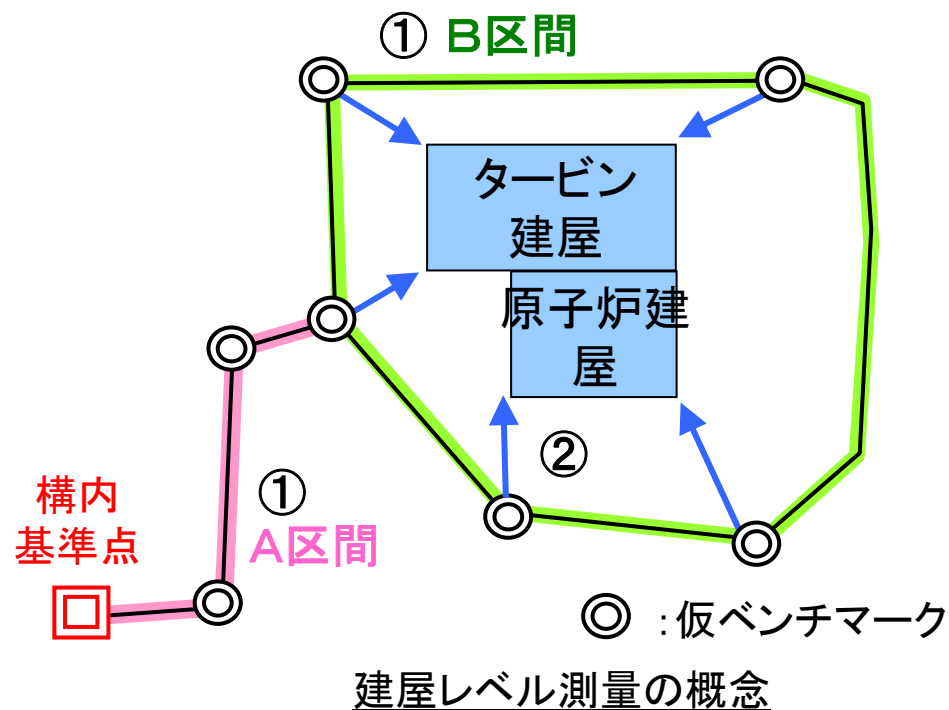 ① B区間
タービン
建屋
原子炉建
屋
②
①
A区間
構内
基準点
◎ :仮ベンチマーク
建屋レベル測量の概念